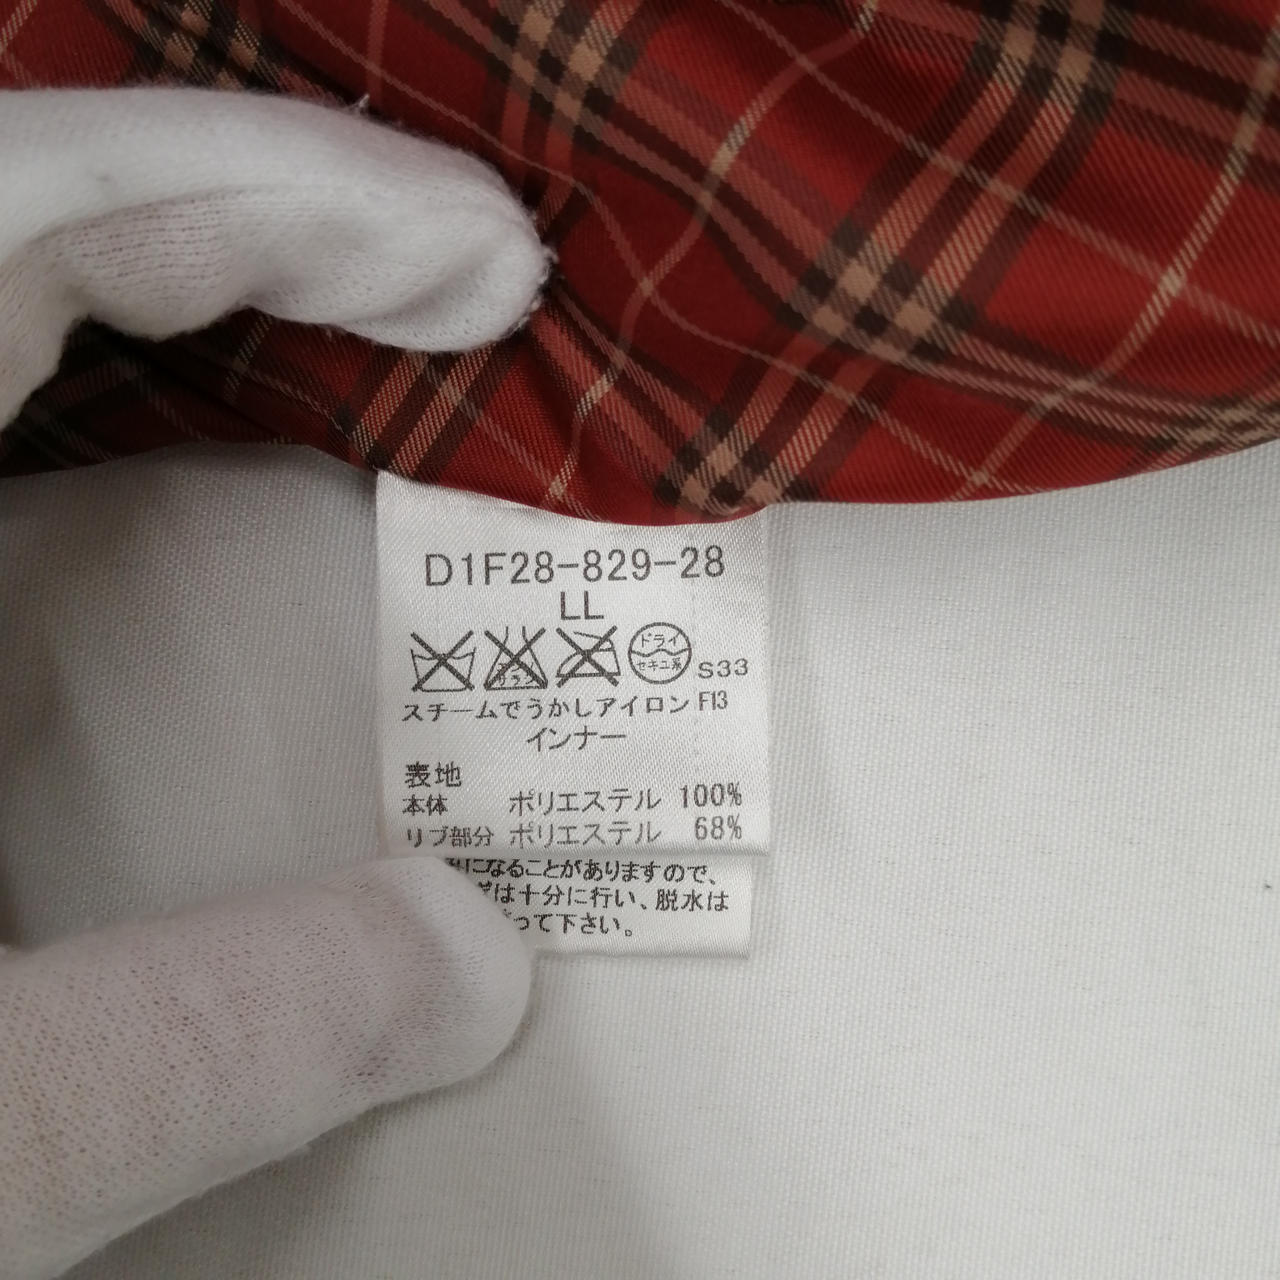 D1F28-829-28
LL
ドライ
セキユ系
S33
スチームでうかしアイロン F13
インナー
表地
本体 ポリエステル 100%
リブ部分 ポリエステル 68%
になることがありますので、
は十分に行い、脱水は
って下さい。